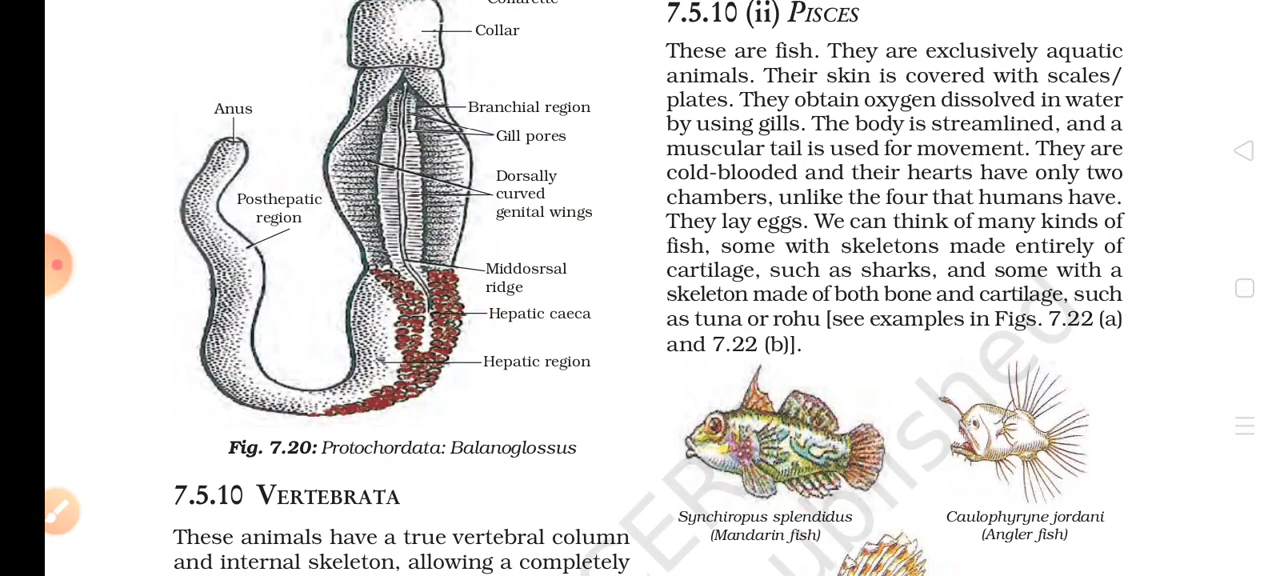 Collarette
Collar
Anus
Branchial region
Gill pores
Dorsally
curved
genital wings
Posthepatic
region
Middosrsal
ridge
Hepatic caeca
Hepatic region
Fig. 7.20: Protochordata: Balanoglossus
7.5.10 VERTEBRATA
These animals have a true vertebral column
and internal skeleton, allowing a completely
7.5.10 (ii) PISCES
These are fish. They are exclusively aquatic
animals. Their skin is covered with scales/
plates. They obtain oxygen dissolved in water
by using gills. The body is streamlined, and a
muscular tail is used for movement. They are
cold-blooded and their hearts have only two
chambers, unlike the four that humans have.
They lay eggs. We can think of many kinds of
fish, some with skeletons made entirely of
cartilage, such as sharks, and some with a
skeleton made of both bone and cartilage, such
as tuna or rohu [see examples in Figs. 7.22 (a)
and 7.22 (b)].
Synchiropus splendidus
(Mandarin fish)
Caulophyryne jordani
(Angler fish)